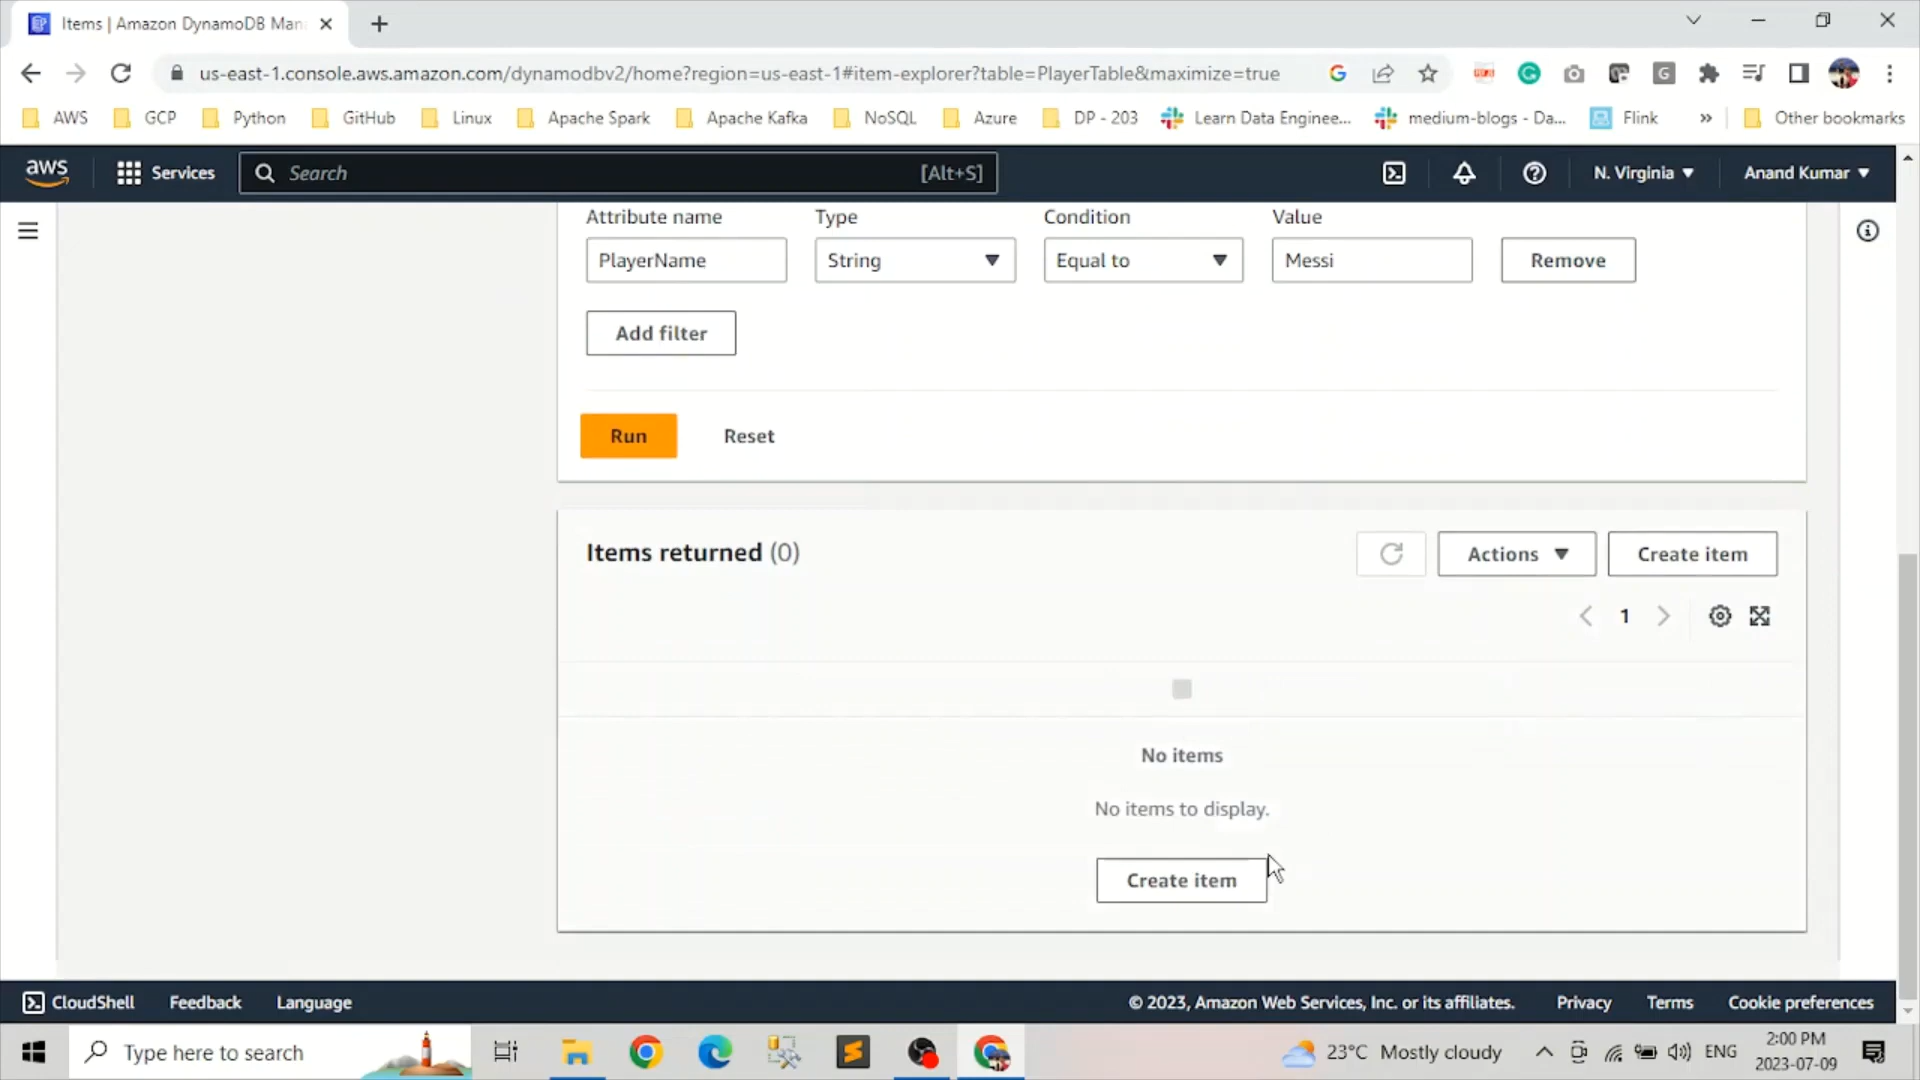 Items | Amazon DynamoDB Man
us-east-1.console.aws.amazon.com/dynamodbv2/home?region=us-east-1#item-explorer?table=PlayerTable&maximize=true
AWS GCP Python GitHub Linux Apache Spark Apache Kafka NoSQL Azure DP - 203 Learn Data Enginee... medium-blogs - Da... Flink » Other bookmarks
aws Services Search [Alt+S] N. Virginia Anand Kumar
Attribute name Type Condition Value
PlayerName String Equal to Messi Remove
Add filter
Run Reset
Items returned (0) Actions Create item
1
No items
No items to display.
Create item
CloudShell Feedback Language © 2023, Amazon Web Services, Inc. or its affiliates. Privacy Terms Cookie preferences
Type here to search 23°C Mostly cloudy ENG 2:00 PM
2023-07-09